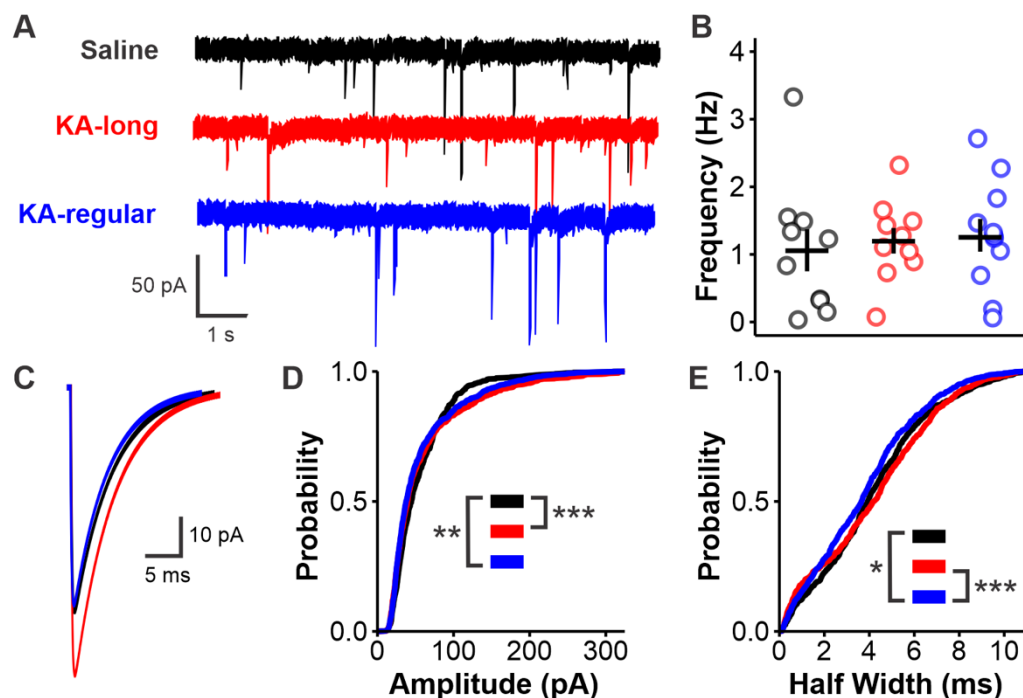 A
Saline
KA-long
KA-regular
50 pA
1 s
B
Frequency (Hz)
4
3
2
1
0
C
10 pA
5 ms
D
Probability
1.0
0.5
0.0
0 100 200 300
Amplitude (pA)
**
***
E
Probability
1.0
0.5
0.0
0 2 4 6 8 10
Half Width (ms)
*
***